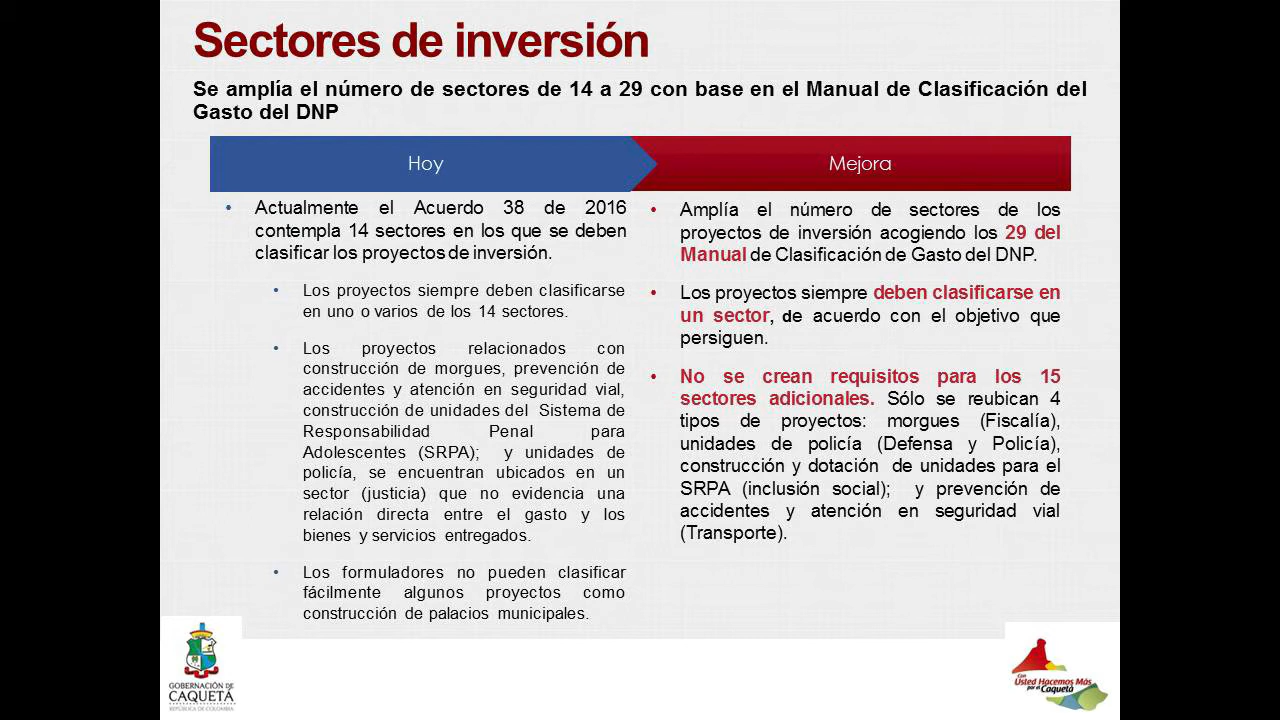 Sectores de inversión
Se amplía el número de sectores de 14 a 29 con base en el Manual de Clasificación del
Gasto del DNP
Hoy
Actualmente el Acuerdo 38 de 2016
contempla 14 sectores en los que se deben
clasificar los proyectos de inversión.
Los proyectos siempre deben clasificarse
en uno o varios de los 14 sectores.
Los proyectos relacionados con
construcción de morgues, prevención de
accidentes y atención en seguridad vial,
construcción de unidades del Sistema de
Responsabilidad Penal para
Adolescentes (SRPA); y unidades de
policía, se encuentran ubicados en un
sector (justicia) que no evidencia una
relación directa entre el gasto y los
bienes y servicios entregados.
Los formuladores no pueden clasificar
fácilmente algunos proyectos como
construcción de palacios municipales.
Mejora
Amplía el número de sectores de los
proyectos de inversión acogiendo los 29 del
Manual de Clasificación de Gasto del DNP.
Los proyectos siempre deben clasificarse en
un sector, de acuerdo con el objetivo que
persiguen.
No se crean requisitos para los 15
sectores adicionales. Sólo se reubican 4
tipos de proyectos: morgues (Fiscalía),
unidades de policía (Defensa y Policía),
construcción y dotación de unidades para el
SRPA (inclusión social); y prevención de
accidentes y atención en seguridad vial
(Transporte).
GOBERNACIÓN DE
CAQUETÁ
REPÚBLICA DE COLOMBIA
Con
Usted Hacemos Más
por el Caquetá